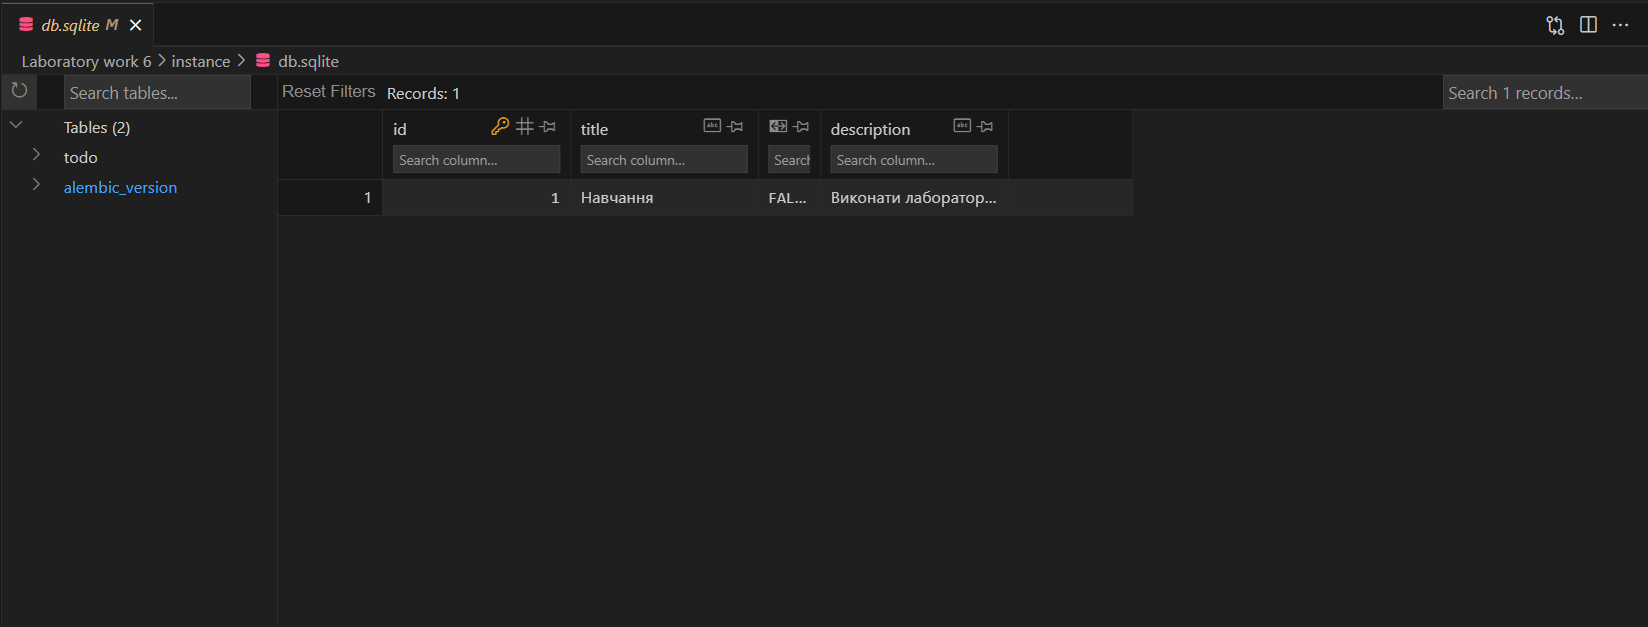 db.sqlite M
Laboratory work 6 > instance > db.sqlite
Search tables...
Reset Filters Records: 1
Search 1 records...
Tables (2)
todo
alembic_version
id title description
Search column... Search column... Search column...
1 1 Навчання FAL... Виконати лаборатор...